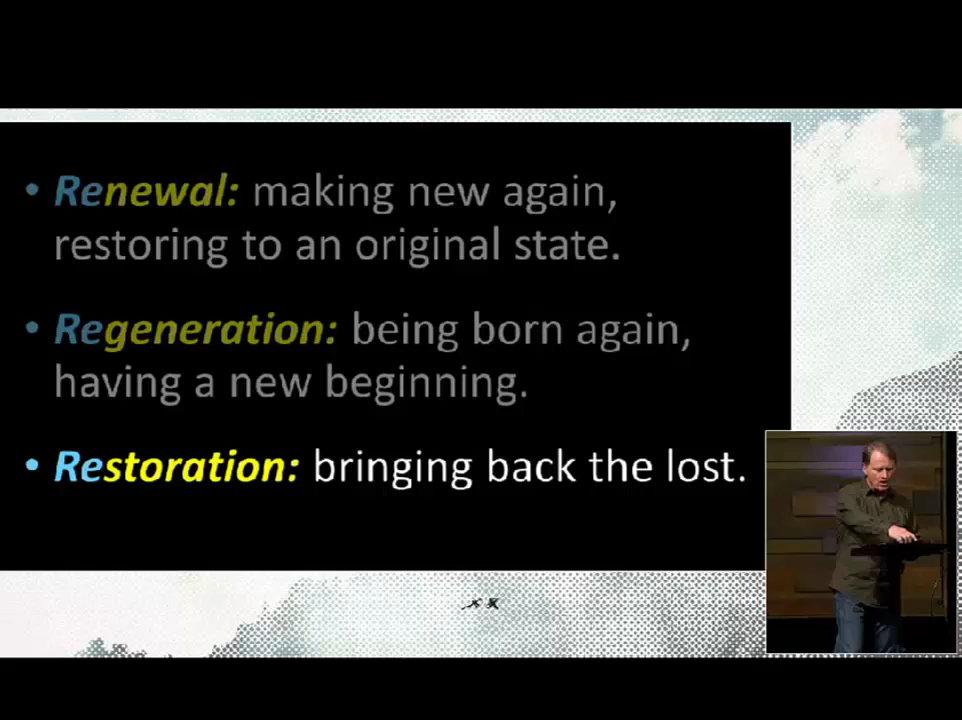 • Renewal: making new again,
restoring to an original state.
• Regeneration: being born again,
having a new beginning.
• Restoration: bringing back the lost.